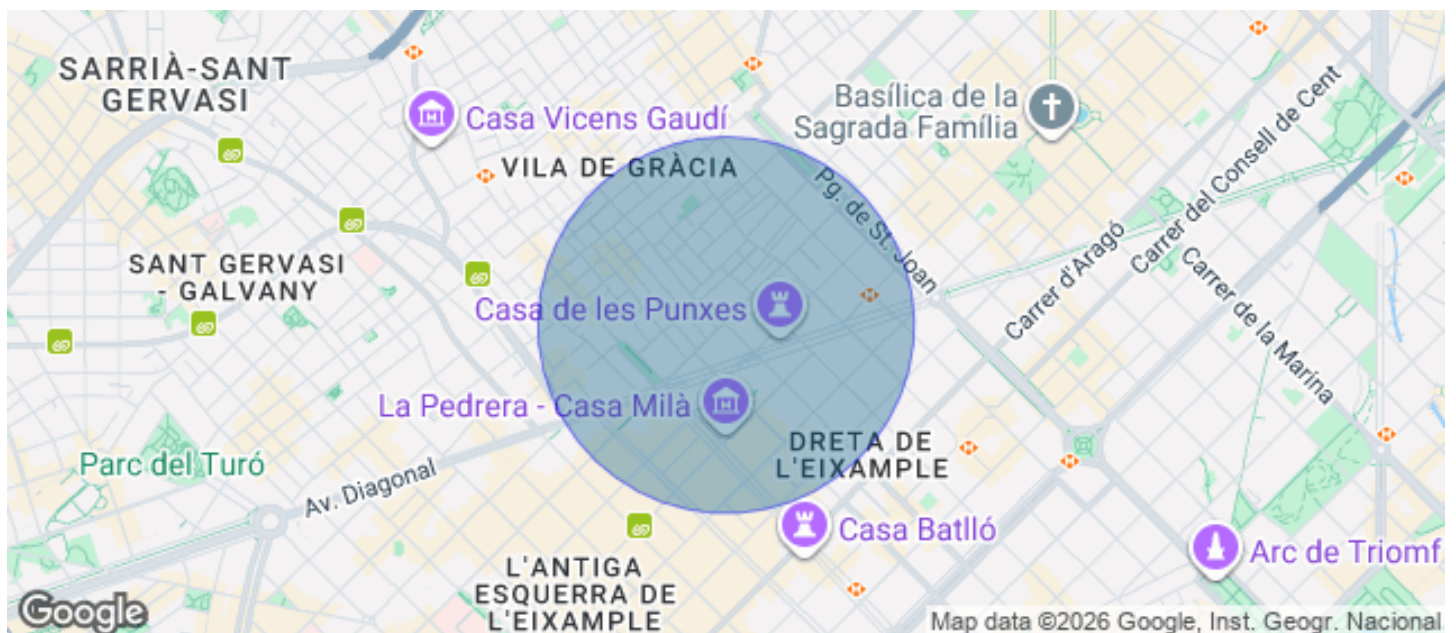 SARRIÀ-SANT
GERVASI
Casa Vicens Gaudí
Basílica de la
Sagrada Família
VILA DE GRÀCIA
Pg. de St. Joan
Carrer del Consell de Cent
Carrer d'Aragó
Carrer de la Marina
SANT GERVASI
- GALVANY
Casa de les Punxes
La Pedrera - Casa Milà
DRETA DE
L'EIXAMPLE
Parc del Turó
Av. Diagonal
Casa Batlló
Arc de Triomf
L'ANTIGA
ESQUERRA DE
L'EIXAMPLE
Google
Map data ©2026 Google, Inst. Geogr. Nacional